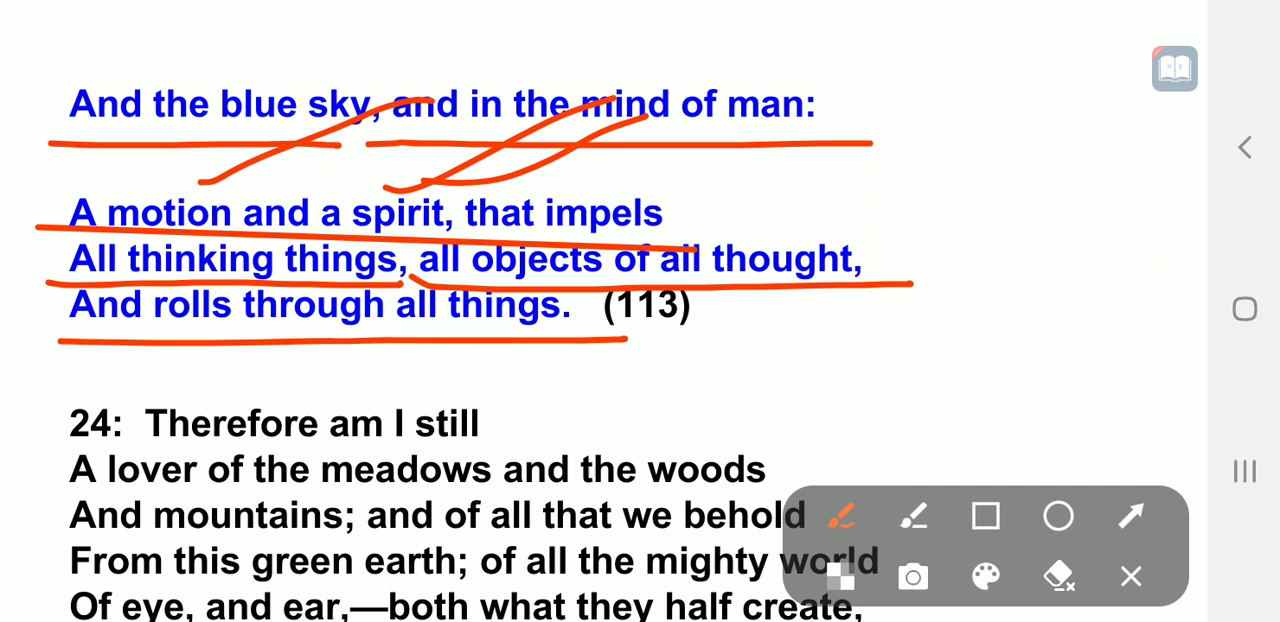 And the blue sky, and in the mind of man:
A motion and a spirit, that impels
All thinking things, all objects of all thought,
And rolls through all things. (113)
24: Therefore am I still
A lover of the meadows and the woods
And mountains; and of all that we behold
From this green earth; of all the mighty world
Of eye, and ear,—both what they half create,